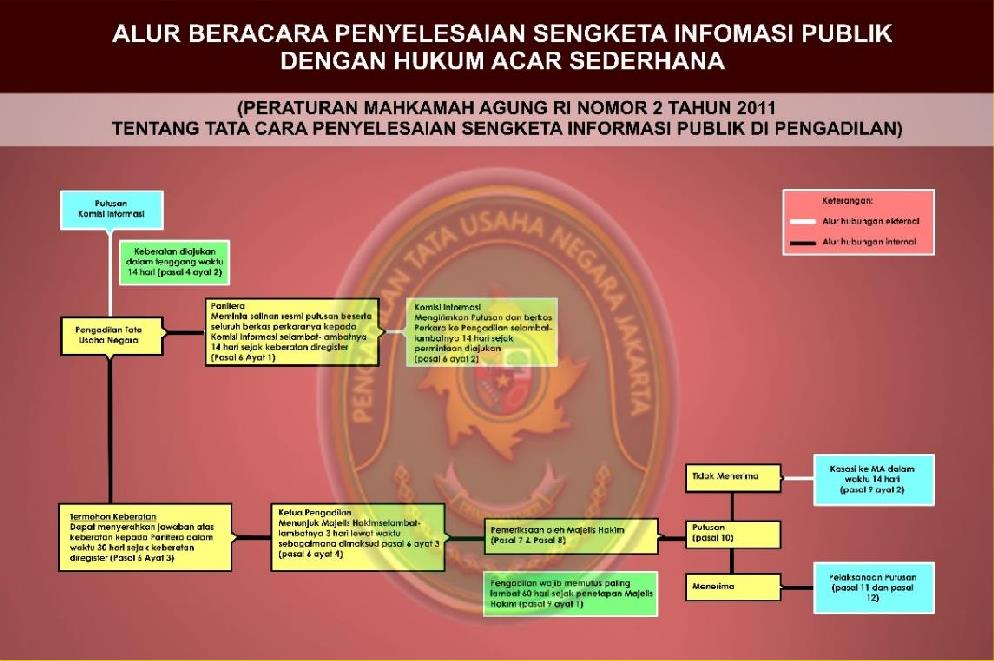 ALUR BERACARA PENYELESAIAN SENGKETA INFOMASI PUBLIK
DENGAN HUKUM ACAR SEDERHANA
(PERATURAN MAHKAMAH AGUNG RI NOMOR 2 TAHUN 2011
TENTANG TATA CARA PENYELESAIAN SENGKETA INFORMASI PUBLIK DI PENGADILAN)
Putusan
Komisi Informasi
Keterangan:
Alur hubungan eksternal
Alur hubungan internal
Keberatan diajukan
dalam tenggang waktu
14 hari (pasal 4 ayat 2)
Pengadilan Tata
Usaha Negara
Panitera
Meminta salinan resmi putusan beserta
seluruh berkas perkaranya kepada
Komisi Informasi selambat- ambatnya
14 hari sejak keberatan diregister
(Pasal 6 Ayat 1)
Komisi Informasi
Mengirimkan Putusan dan berkas
Perkara ke Pengadilan selambat-
lambatnya 14 hari sejak
permintaan diajukan
(pasal 6 ayat 2)
PENGADILAN TATA USAHA NEGARA JAKARTA
Termohon Keberatan
Dapat menyerahkan jawaban atas
keberatan kepada Panitera dalam
waktu 30 hari sejak keberatan
diregister (Pasal 6 Ayat 3)
Ketua Pengadilan
Menunjuk Majelis Hakimselambat-
lambatnya 3 hari lewat waktu
sebagaimana dimaksud pasal 6 ayat 3
(pasal 6 ayat 4)
Pemeriksaan oleh Majelis Hakim
(Pasal 7 & Pasal 8)
Pengadilan wajib memutus paling
lambat 60 hari sejak penetapan Majelis
Hakim (pasal 9 ayat 1)
Tidak Menerima
Kasasi ke MA dalam
waktu 14 hari
(pasal 9 ayat 2)
Putusan
(pasal 10)
Menerima
Pelaksanaan Putusan
(pasal 11 dan pasal
12)